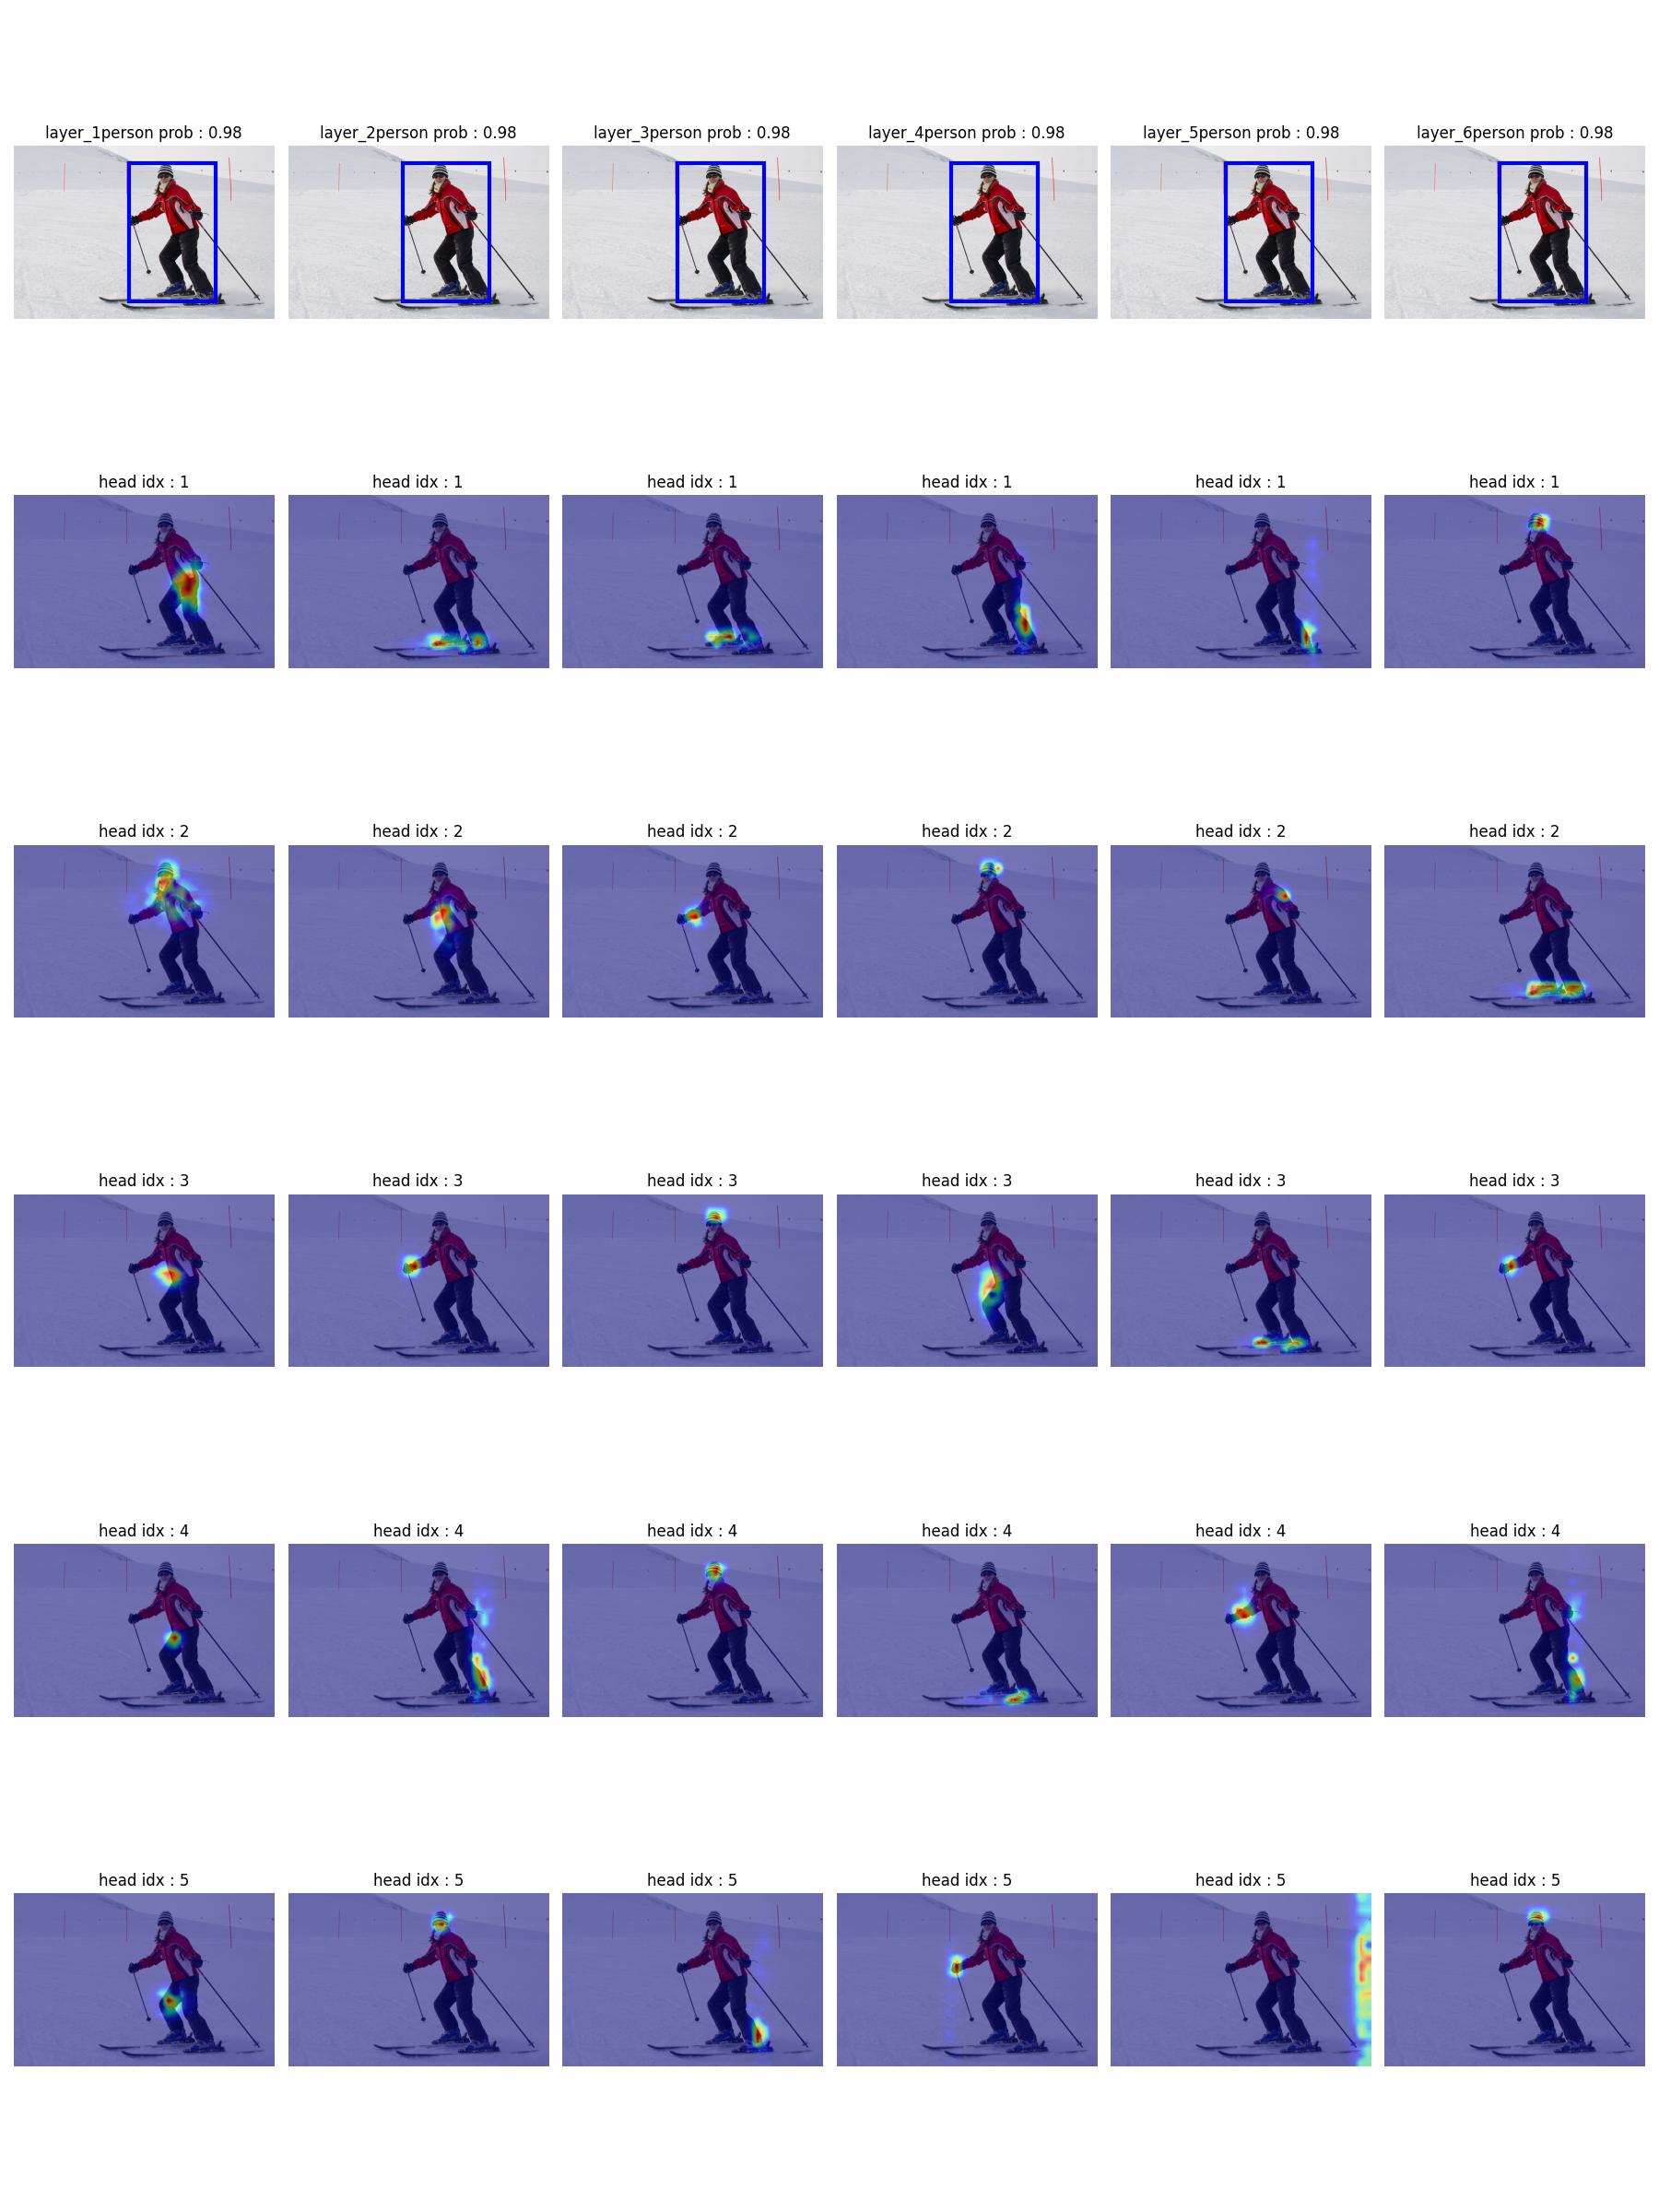 layer_1person prob : 0.98 layer_2person prob : 0.98 layer_3person prob : 0.98 layer_4person prob : 0.98 layer_5person prob : 0.98 layer_6person prob : 0.98
head idx : 1 head idx : 1 head idx : 1 head idx : 1 head idx : 1 head idx : 1
head idx : 2 head idx : 2 head idx : 2 head idx : 2 head idx : 2 head idx : 2
head idx : 3 head idx : 3 head idx : 3 head idx : 3 head idx : 3 head idx : 3
head idx : 4 head idx : 4 head idx : 4 head idx : 4 head idx : 4 head idx : 4
head idx : 5 head idx : 5 head idx : 5 head idx : 5 head idx : 5 head idx : 5